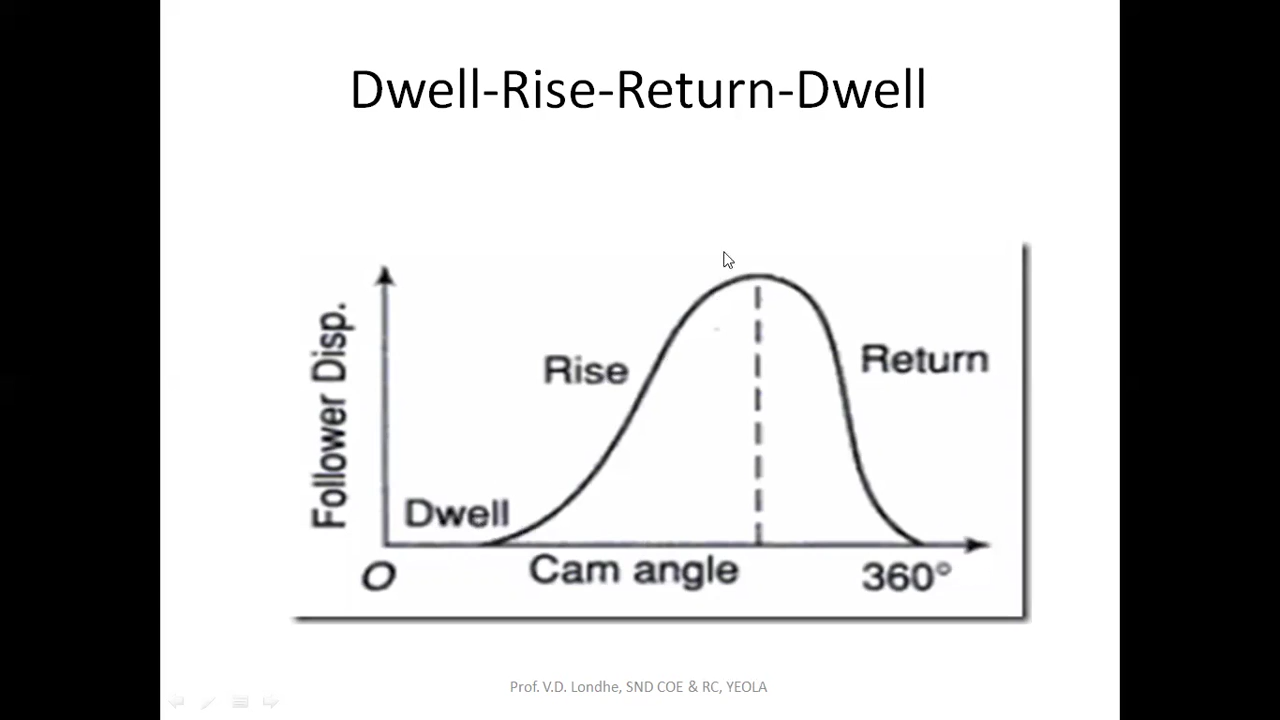 Dwell-Rise-Return-Dwell
Follower Disp.
Rise
Return
Dwell
O
Cam angle
360°
Prof. V.D. Londhe, SND COE & RC, YEOLA